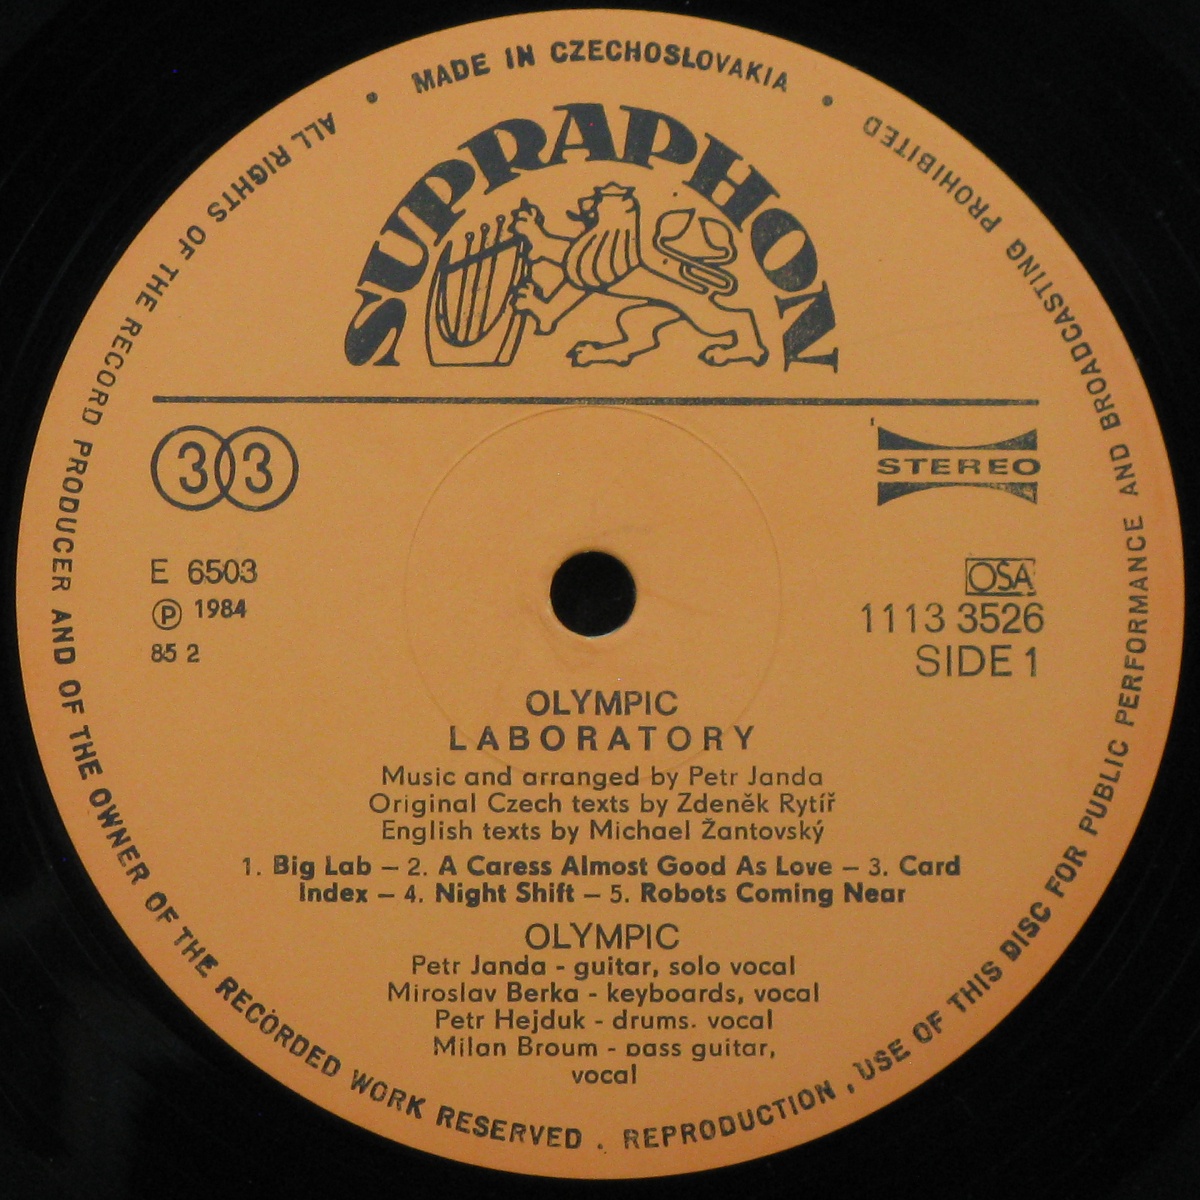 MADE IN CZECHOSLOVAKIA
ALL RIGHTS OF THE RECORD PRODUCER AND OF THE OWNER OF THE RECORDED WORK RESERVED . REPRODUCTION , USE OF THIS DISC FOR PUBLIC PERFORMANCE AND BROADCASTING PROHIBITED
SUPRAPHON
33
STEREO
E 6503
Ⓟ 1984
85 2
OSA
1113 3526
SIDE 1
OLYMPIC
LABORATORY
Music and arranged by Petr Janda
Original Czech texts by Zdeněk Rytíř
English texts by Michael Žantovský
1. Big Lab – 2. A Caress Almost Good As Love – 3. Card
Index – 4. Night Shift – 5. Robots Coming Near
OLYMPIC
Petr Janda - guitar, solo vocal
Miroslav Berka - keyboards, vocal
Petr Hejduk - drums. vocal
Milan Broum - bass guitar,
vocal